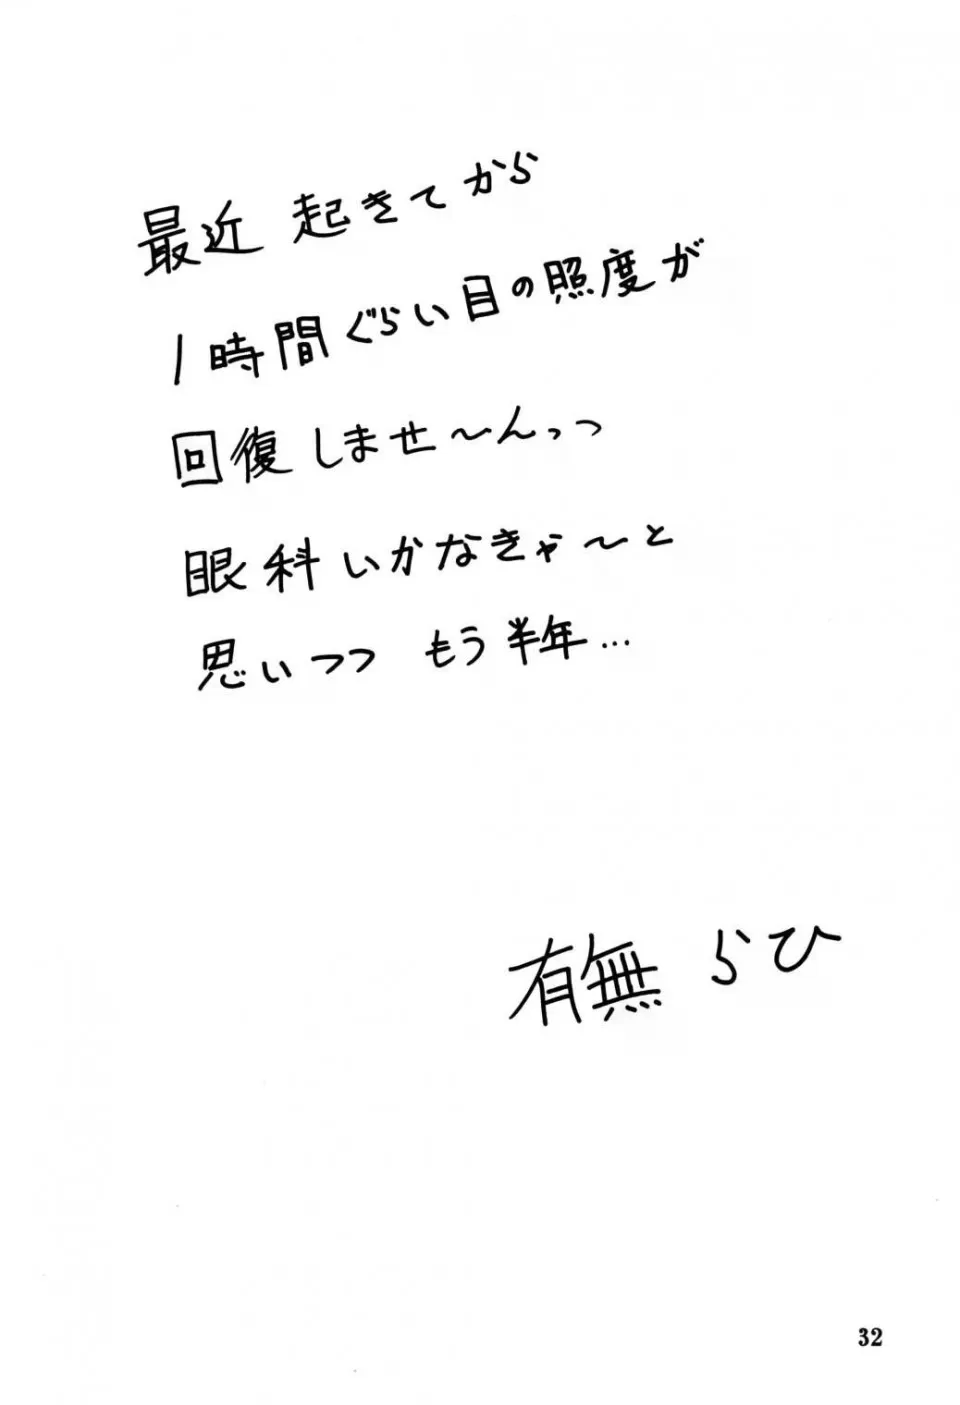 最近 起きてから
1時間ぐらい目の照度が
回復しませ〜んっっ
眼科いかなきゃ〜と
思いつつ もう半年…
有無らひ
32